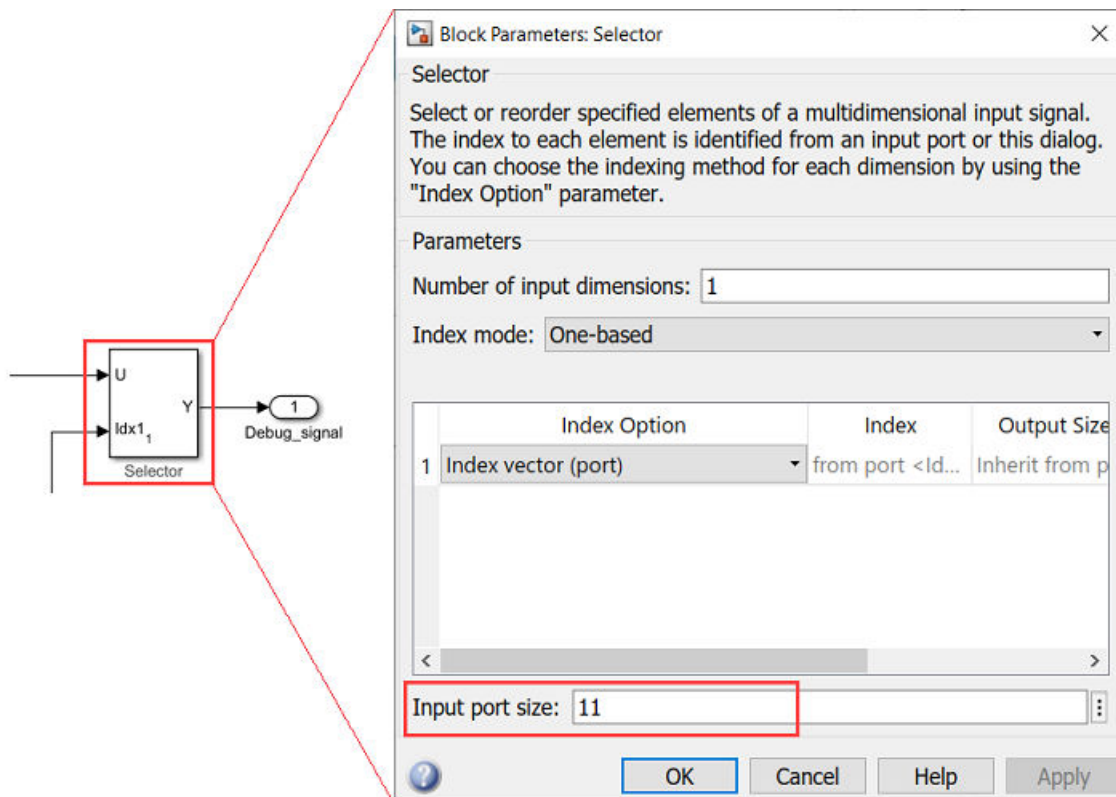 Block Parameters: Selector
Selector
Select or reorder specified elements of a multidimensional input signal.
The index to each element is identified from an input port or this dialog.
You can choose the indexing method for each dimension by using the
"Index Option" parameter.
Parameters
Number of input dimensions: 1
Index mode: One-based
Index Option Index Output Size
1 Index vector (port) from port <Id... Inherit from p
Input port size: 11
OK Cancel Help Apply
U
Y
Idx1 1
Selector
1
Debug_signal